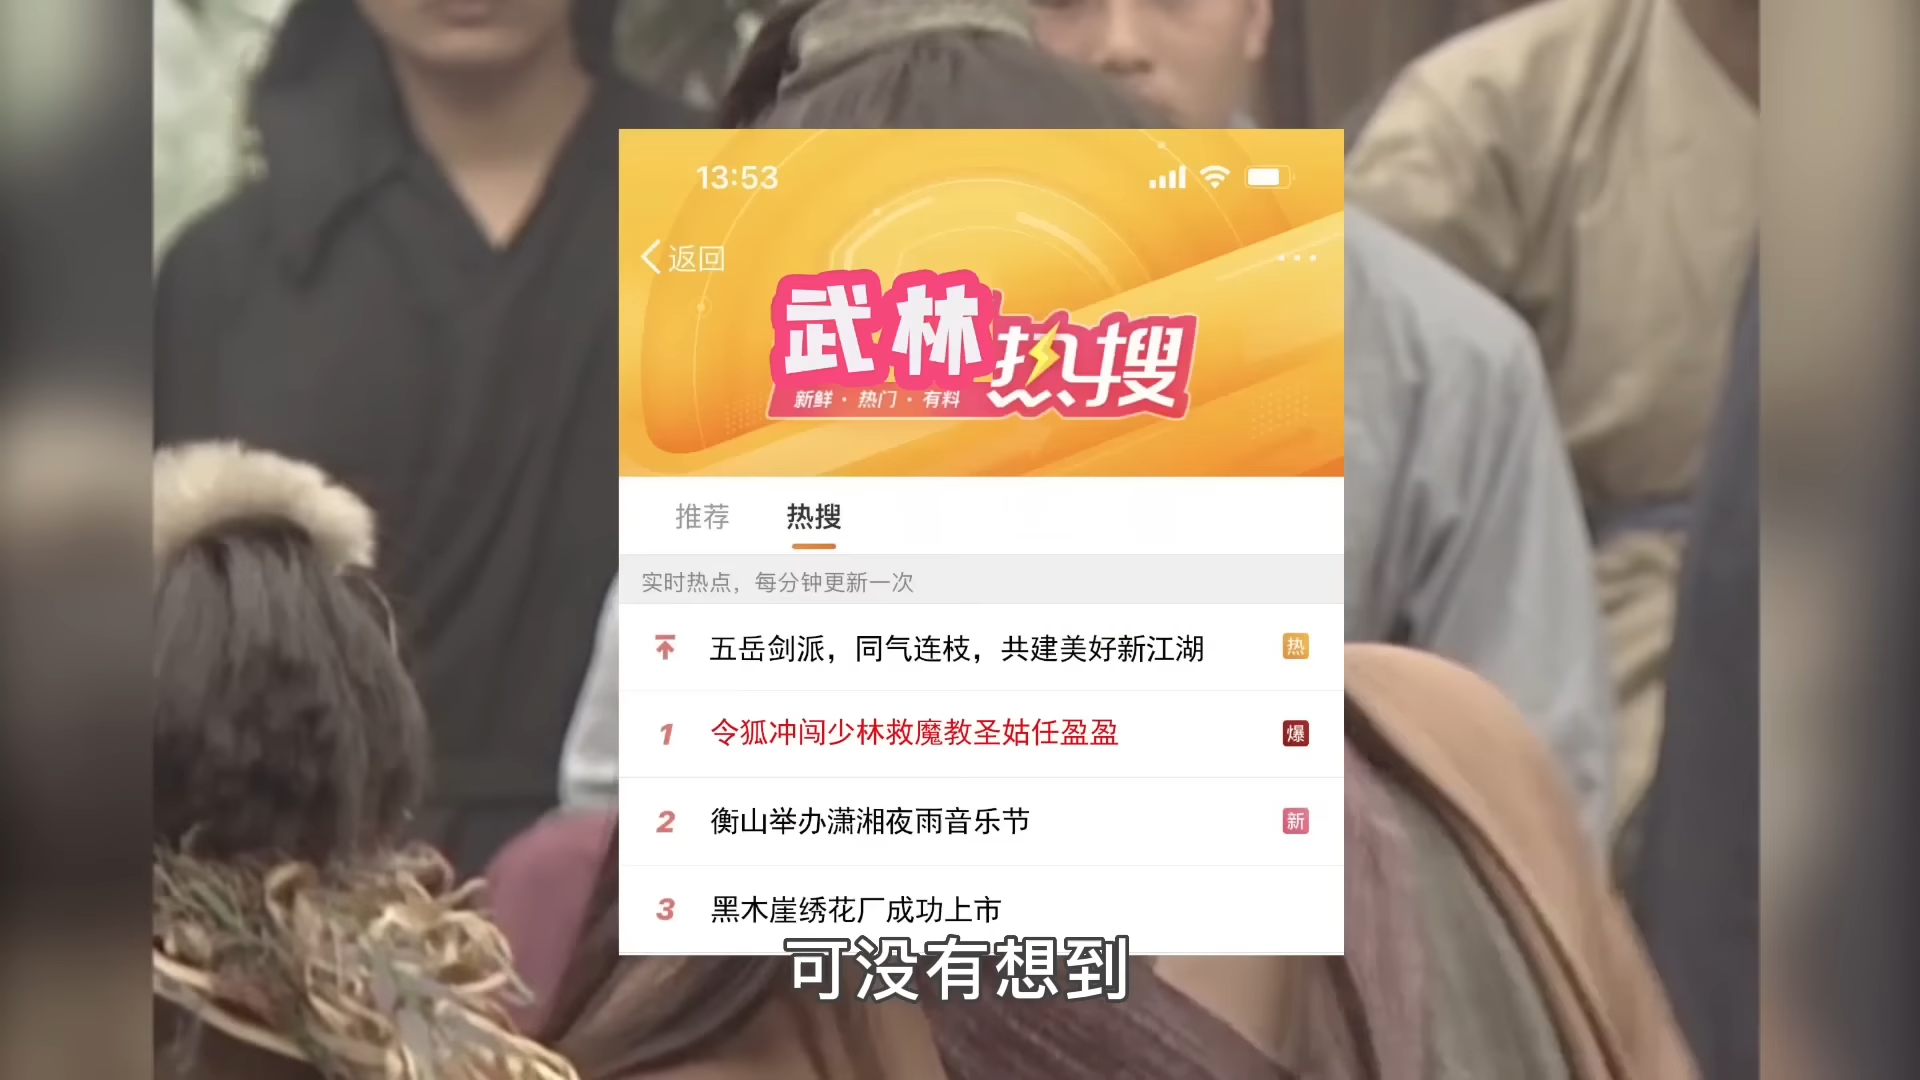 13:53
返回
武林热搜
新鲜·热门·有料
推荐 热搜
实时热点，每分钟更新一次
五岳剑派，同气连枝，共建美好新江湖 热
1 令狐冲闯少林救魔教圣姑任盈盈 爆
2 衡山举办潇湘夜雨音乐节 新
3 黑木崖绣花厂成功上市
可没有想到